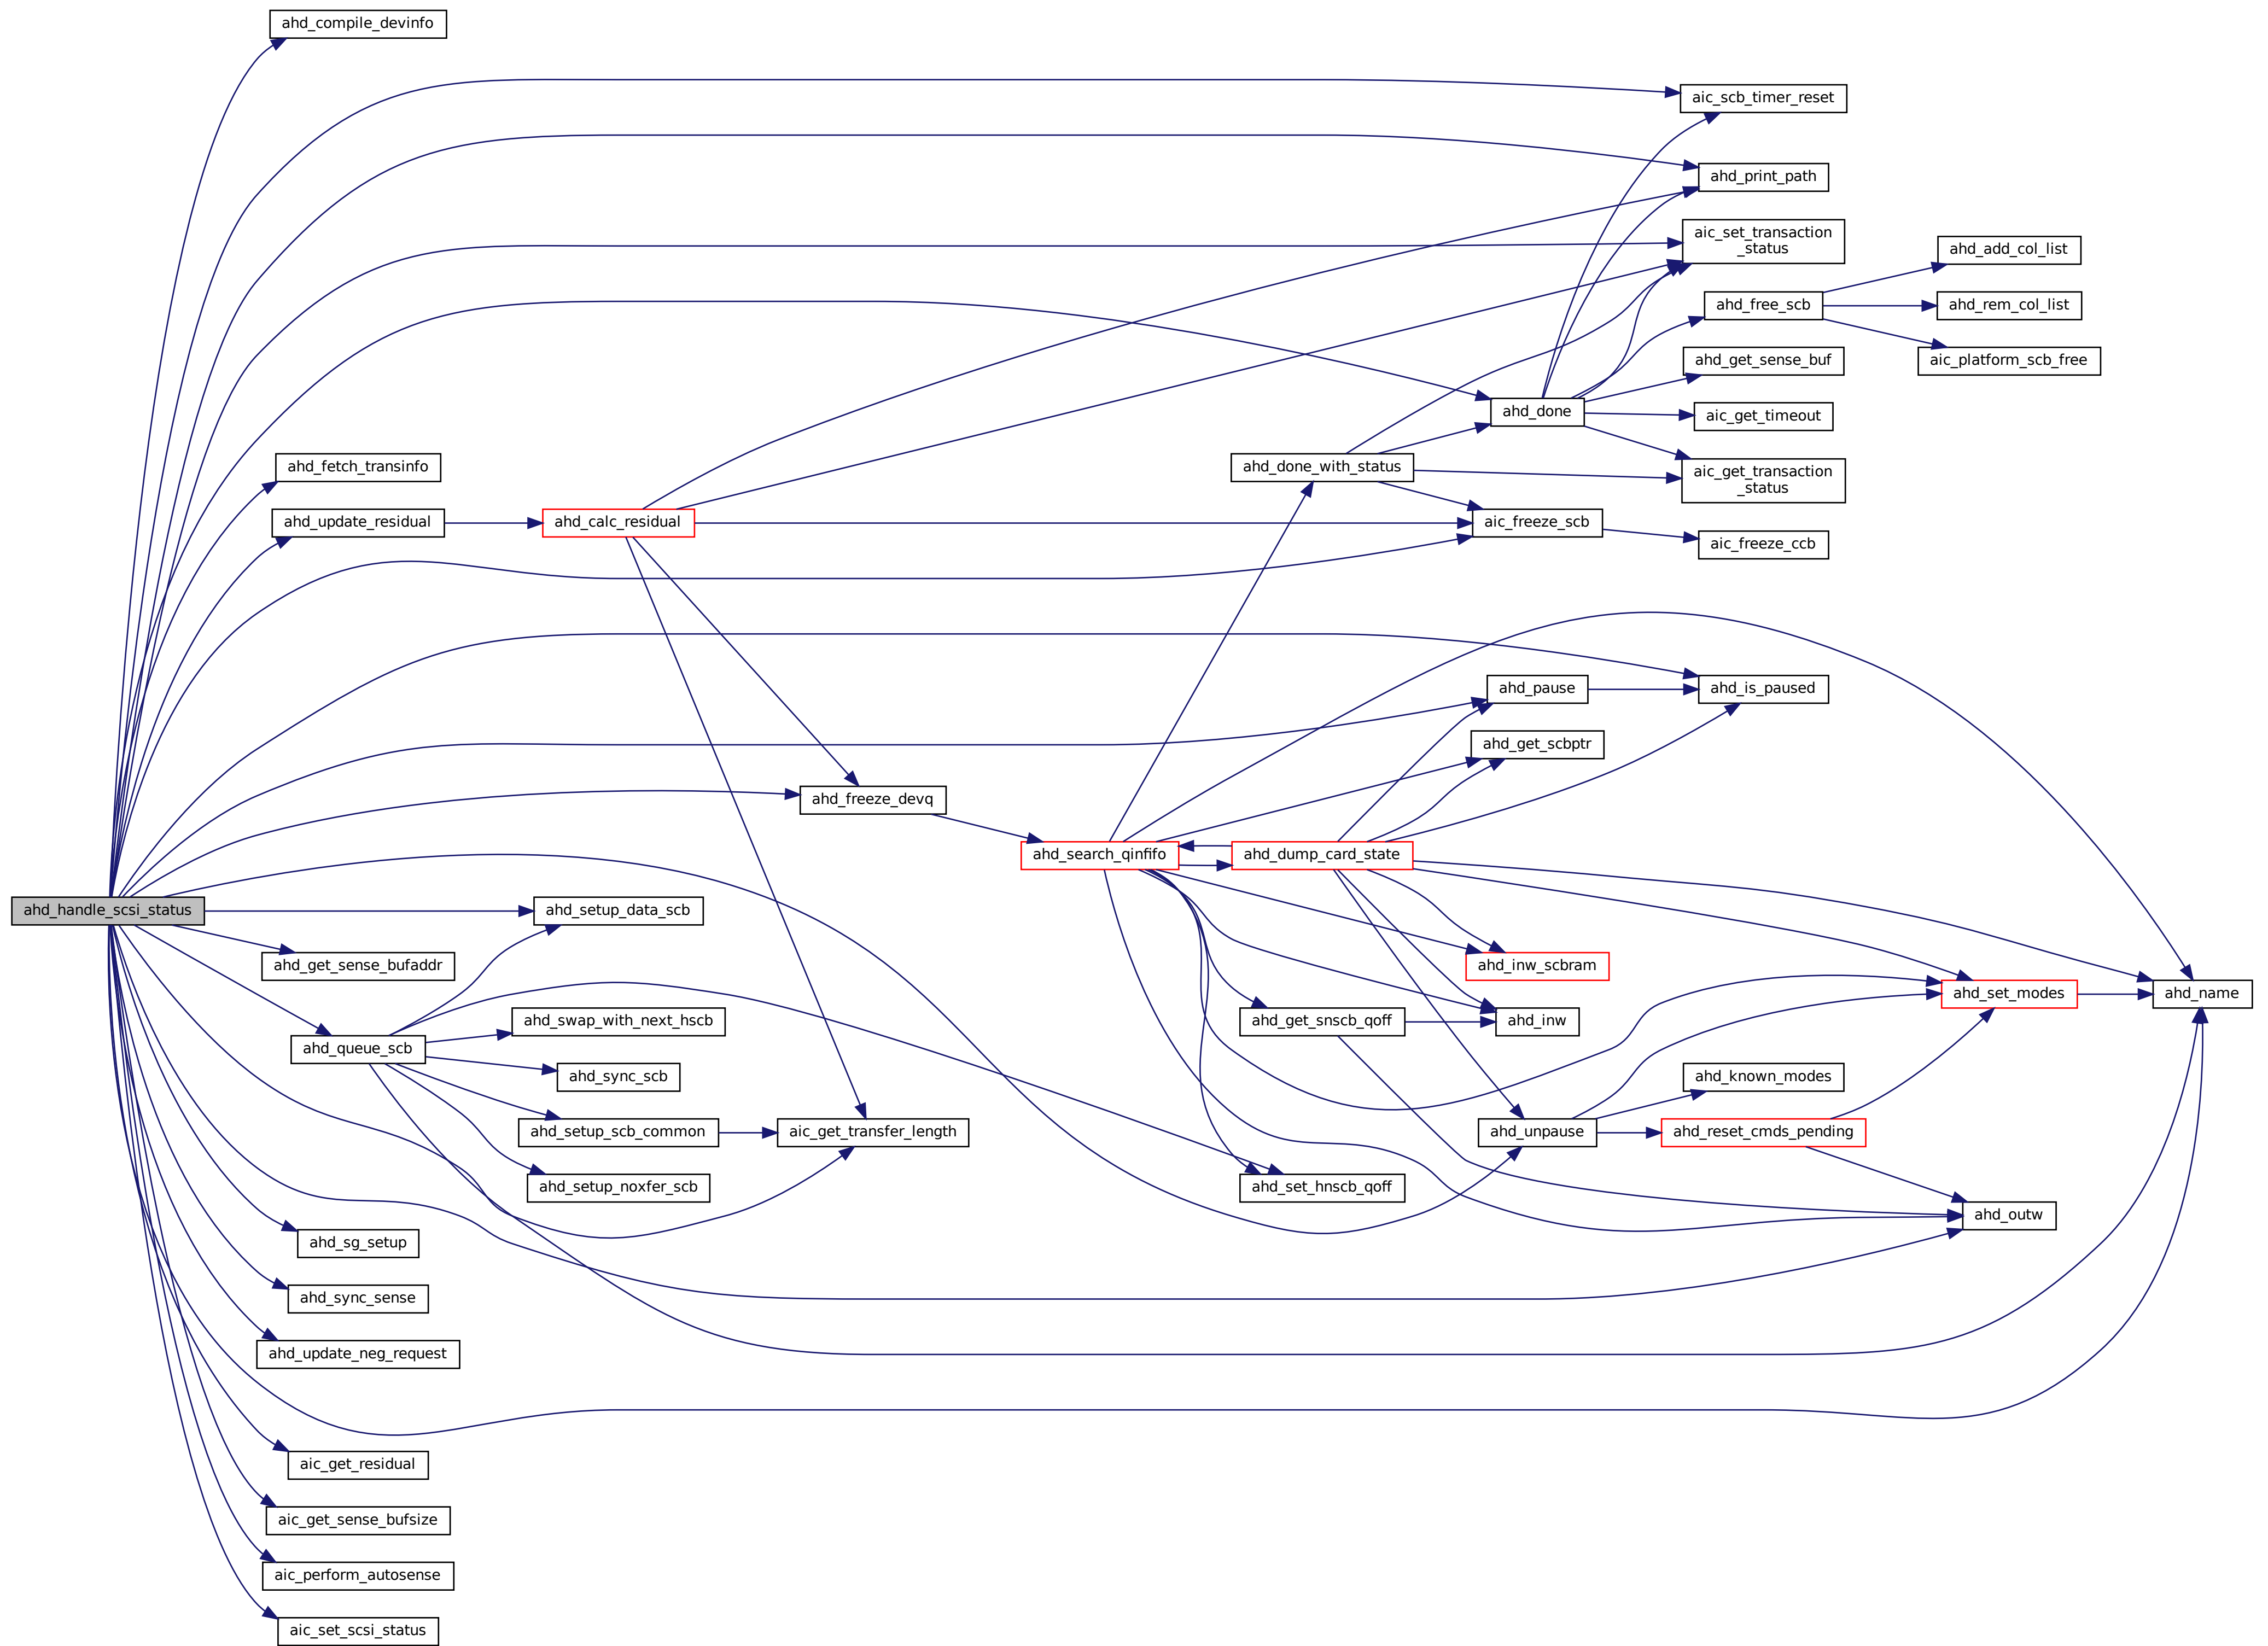 ahd_compile_devinfo
aic_scb_timer_reset
ahd_print_path
aic_set_transaction
_status
ahd_add_col_list
ahd_free_scb
ahd_rem_col_list
ahd_get_sense_buf
aic_platform_scb_free
ahd_done
aic_get_timeout
ahd_fetch_transinfo
ahd_done_with_status
aic_get_transaction
_status
ahd_update_residual
ahd_calc_residual
aic_freeze_scb
aic_freeze_ccb
ahd_pause
ahd_is_paused
ahd_get_scbptr
ahd_freeze_devq
ahd_search_qinfifo
ahd_dump_card_state
ahd_handle_scsi_status
ahd_setup_data_scb
ahd_get_sense_bufaddr
ahd_inw_scbram
ahd_set_modes
ahd_name
ahd_swap_with_next_hscb
ahd_get_snscb_qoff
ahd_inw
ahd_queue_scb
ahd_sync_scb
ahd_known_modes
ahd_setup_scb_common
aic_get_transfer_length
ahd_unpause
ahd_reset_cmds_pending
ahd_setup_noxfer_scb
ahd_set_hnscb_qoff
ahd_outw
ahd_sg_setup
ahd_sync_sense
ahd_update_neg_request
aic_get_residual
aic_get_sense_bufsize
aic_perform_autosense
aic_set_scsi_status